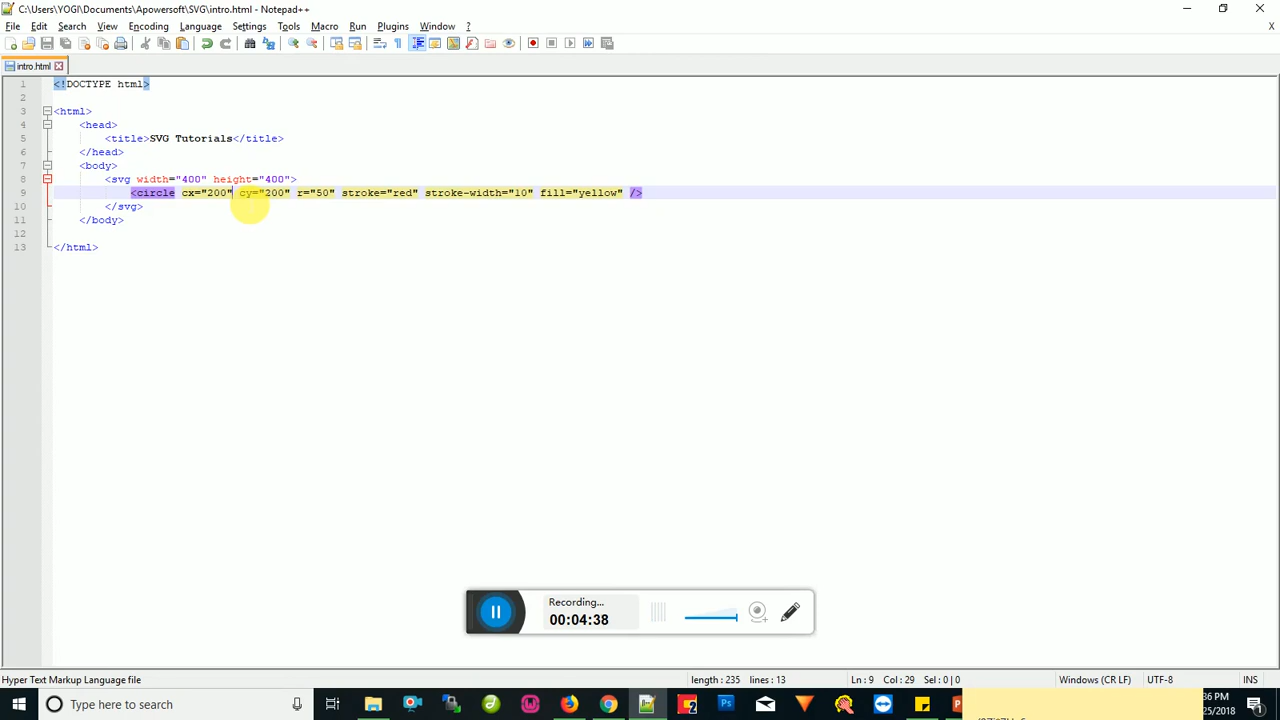 C:\Users\YOGI\Documents\Apowersoft\SVG\intro.html - Notepad++
File Edit Search View Encoding Language Settings Tools Macro Run Plugins Window ? X
intro.html
1 <!DOCTYPE html>
2
3 <html>
4 <head>
5 <title>SVG Tutorials</title>
6 </head>
7 <body>
8 <svg width="400" height="400">
9 <circle cx="200" cy="200" r="50" stroke="red" stroke-width="10" fill="yellow" />
10 </svg>
11 </body>
12
13 </html>
Recording...
00:04:38
Hyper Text Markup Language file length : 235 lines : 13 Ln : 9 Col : 29 Sel : 0 | 0 Windows (CR LF) UTF-8 INS
Type here to search
:36 PM
/25/2018